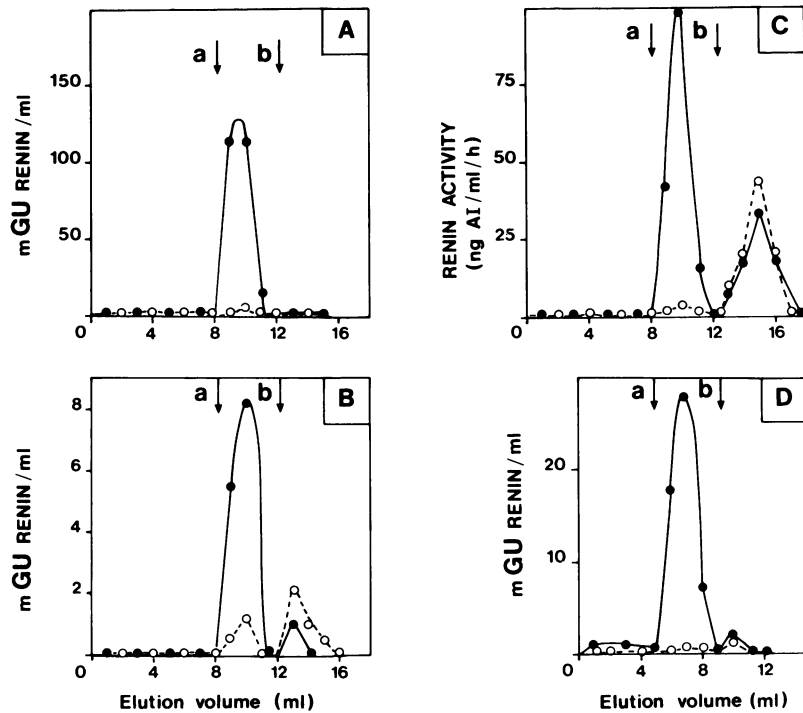 A
a b
150
100
50
mGU RENIN/ml
0 4 8 12 16
C
a b
75
50
25
RENIN ACTIVITY
(ng AI/ml/h)
0 4 8 12 16
B
a b
8
6
4
2
mGU RENIN/ml
0 4 8 12 16
Elution volume (ml)
D
a b
20
10
0
mGU RENIN/ml
0 4 8 12
Elution volume (ml)